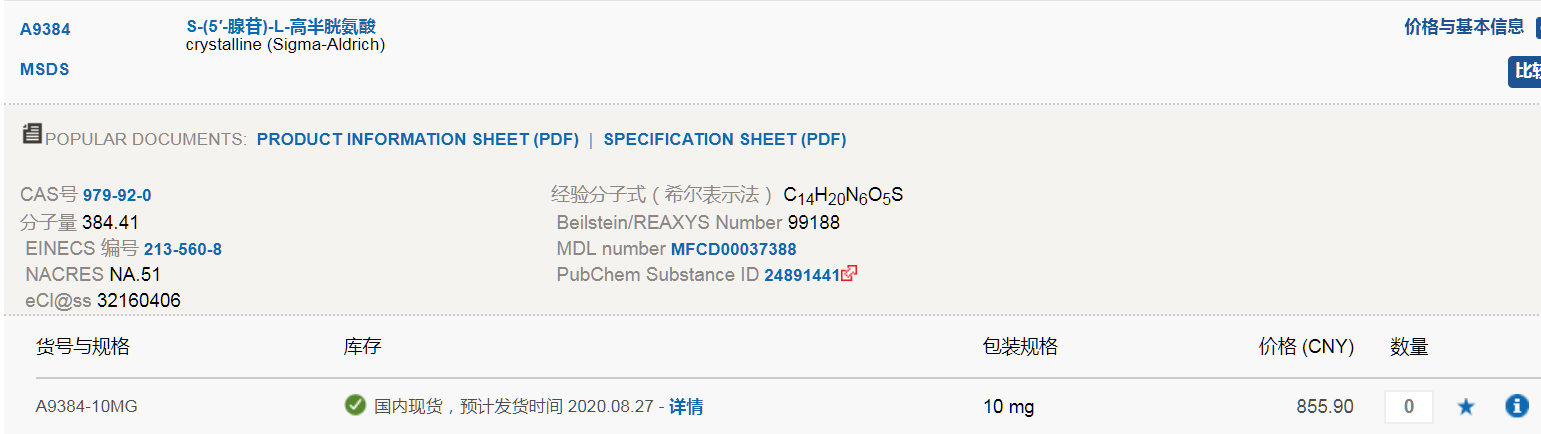 A9384
S-(5′-腺苷)-L-高半胱氨酸
价格与基本信息
crystalline (Sigma-Aldrich)
MSDS
比较
POPULAR DOCUMENTS: PRODUCT INFORMATION SHEET (PDF) | SPECIFICATION SHEET (PDF)
CAS号 979-92-0
经验分子式（希尔表示法） C14H20N6O5S
分子量 384.41
Beilstein/REAXYS Number 99188
EINECS 编号 213-560-8
MDL number MFCD00037388
NACRES NA.51
PubChem Substance ID 24891441
eCl@ss 32160406
货号与规格 库存 包装规格 价格 (CNY) 数量
A9384-10MG 国内现货，预计发货时间 2020.08.27 - 详情 10 mg 855.90 0